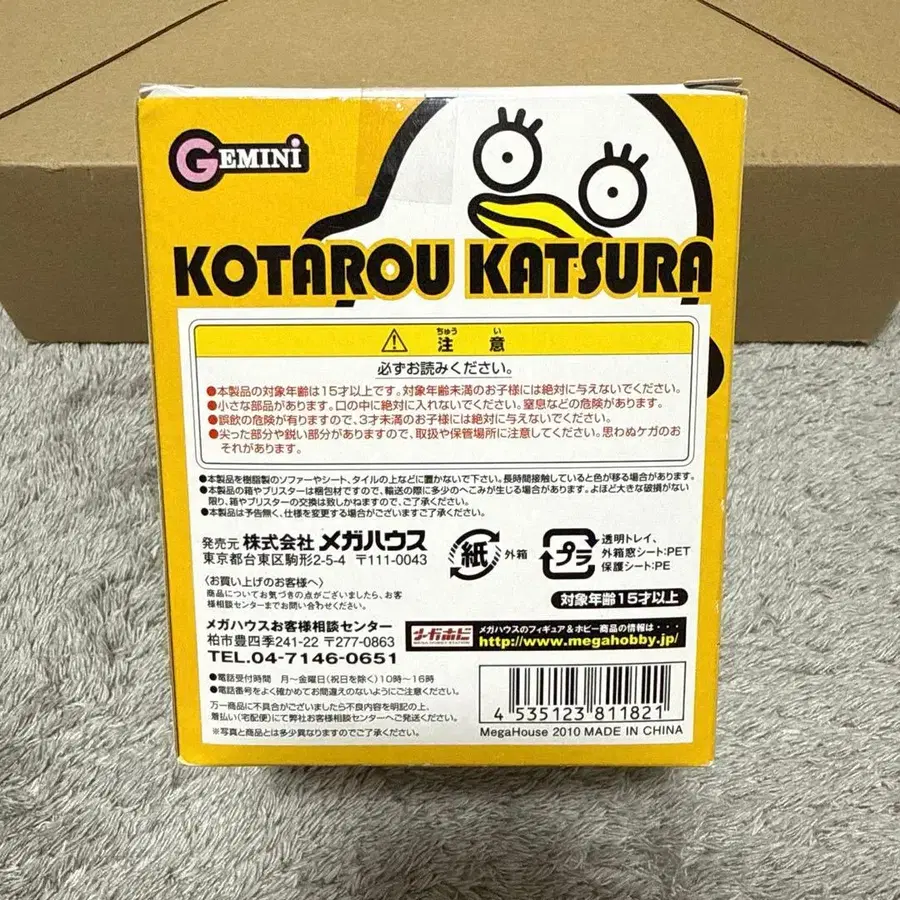 GEMINI
KOTAROU KATSURA
ちゅう い
注 意
必ずお読みください。
●本製品の対象年齢は15才以上です。対象年齢未満のお子様には絶対に与えないでください。
●小さな部品があります。口の中に絶対に入れないでください。窒息などの危険があります。
●誤飲の危険が有りますので、3才未満のお子様には絶対に与えないでください。
●尖った部分や鋭い部分がありますので、取扱や保管場所に注意してください。思わぬケガのお
それがあります。
●本製品を樹脂製のソファーやシート、タイルの上などに置かないで下さい。長時間接触していると色が移る場合があります。
●本製品の箱やブリスターは梱包材ですので、輸送の際に多少のへこみが生じる場合があります。よほど大きな破損がない
限り、箱やブリスターの交換は致しかねますので、ご了承ください。
●本製品は予告無く、仕様を変更する場合がございますご了承ください。
発売元 株式会社 メガハウス
東京都台東区駒形2-5-4 〒111-0043
紙 外箱
プラ 透明トレイ、
外箱窓シート:PET
保護シート:PE
〈お買い上げのお客様へ〉
商品についてお気づきの点がございましたら、お客
様相談センターまでお問い合わせください。
対象年齢15才以上
メガハウスお客様相談センター
柏市豊四季241-22 〒277-0863
TEL.04-7146-0651
メガホビ
MEGA HOBBY STATION
メガハウスのフィギュア&ホビー商品の情報は・・・
http://www.megahobby.jp/
●電話受付時間 月〜金曜日(祝日を除く)10時〜16時
●電話番号をよく確かめてお間違えのないようにご注意ください。
万一商品に不具合がございましたら不良内容を明記の上、
着払い(宅配便)にて弊社お客様相談センターへご発送ください。
※写真と商品とは多少異なりますのでご了承ください。
4 535123 811821
MegaHouse 2010 MADE IN CHINA